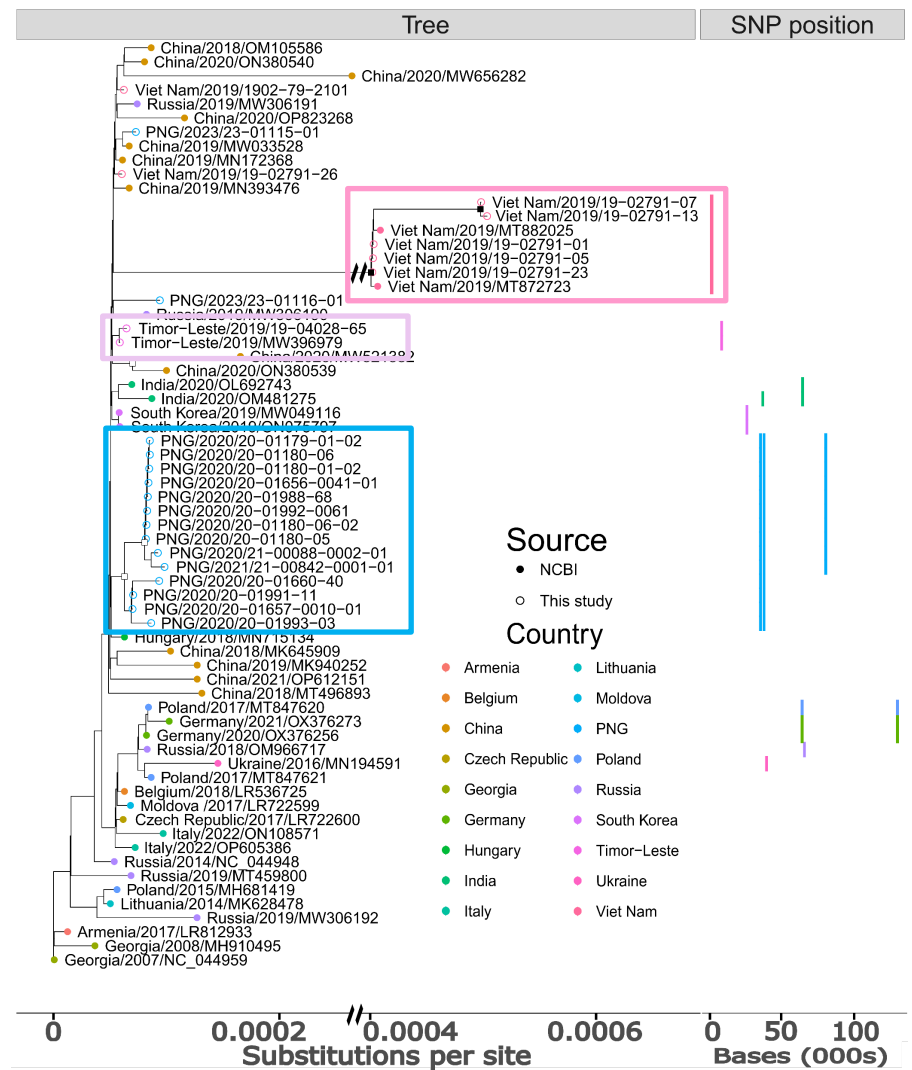 Tree
SNP position
China/2018/OM105586
China/2020/ON380540
China/2020/MW656282
Viet Nam/2019/1902−79−2101
Russia/2019/MW306191
China/2020/OP823268
PNG/2023/23−01115−01
China/2019/MW033528
China/2019/MN172368
Viet Nam/2019/19−02791−26
China/2019/MN393476
Viet Nam/2019/19−02791−07
Viet Nam/2019/19−02791−13
Viet Nam/2019/MT882025
Viet Nam/2019/19−02791−01
Viet Nam/2019/19−02791−05
Viet Nam/2019/19−02791−23
Viet Nam/2019/MT872723
PNG/2023/23−01116−01
Russia/2019/MW306190
Timor−Leste/2019/19−04028−65
Timor−Leste/2019/MW396979
China/2020/MW521382
China/2020/ON380539
India/2020/OL692743
India/2020/OM481275
South Korea/2019/MW049116
South Korea/2019/ON075797
PNG/2020/20−01179−01−02
PNG/2020/20−01180−06
PNG/2020/20−01180−01−02
PNG/2020/20−01656−0041−01
PNG/2020/20−01988−68
PNG/2020/20−01992−0061
PNG/2020/20−01180−06−02
PNG/2020/20−01180−05
PNG/2020/21−00088−0002−01
PNG/2021/21−00842−0001−01
PNG/2020/20−01660−40
PNG/2020/20−01991−11
PNG/2020/20−01657−0010−01
PNG/2020/20−01993−03
Hungary/2018/MN715134
China/2018/MK645909
China/2019/MK940252
China/2021/OP612151
China/2018/MT496893
Poland/2017/MT847620
Germany/2021/OX376273
Germany/2020/OX376256
Russia/2018/OM966717
Ukraine/2016/MN194591
Poland/2017/MT847621
Belgium/2018/LR536725
Moldova /2017/LR722599
Czech Republic/2017/LR722600
Italy/2022/ON108571
Italy/2022/OP605386
Russia/2014/NC_044948
Russia/2019/MT459800
Poland/2015/MH681419
Lithuania/2014/MK628478
Russia/2019/MW306192
Armenia/2017/LR812933
Georgia/2008/MH910495
Georgia/2007/NC_044959
Source
NCBI
This study
Country
Armenia
Belgium
China
Czech Republic
Georgia
Germany
Hungary
India
Italy
Lithuania
Moldova
PNG
Poland
Russia
South Korea
Timor−Leste
Ukraine
Viet Nam
0 0.0002 0.0004 0.0006
Substitutions per site
0 50 100
Bases (000s)